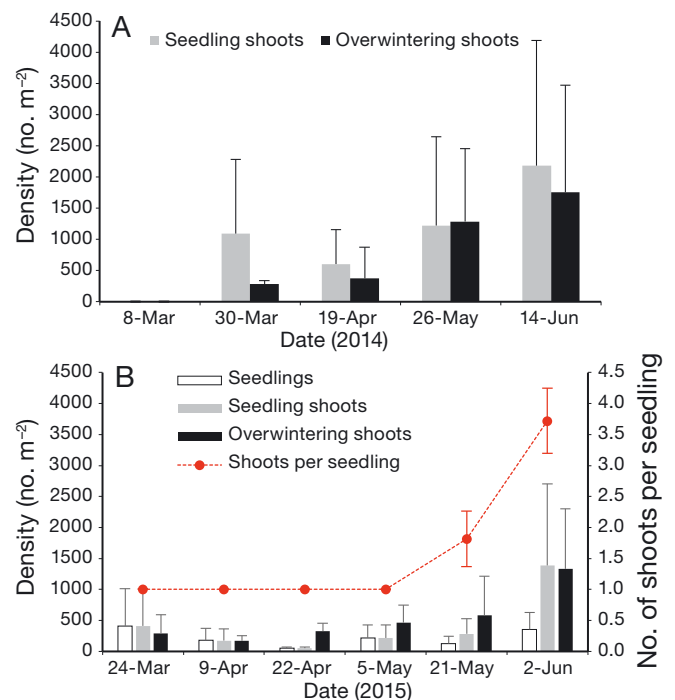 A
Seedling shoots Overwintering shoots
4500
4000
3500
3000
2500
2000
1500
1000
500
0
Density (no. m⁻²)
8-Mar 30-Mar 19-Apr 26-May 14-Jun
Date (2014)
B
Seedlings
Seedling shoots
Overwintering shoots
Shoots per seedling
4500
4000
3500
3000
2500
2000
1500
1000
500
0
Density (no. m⁻²)
4.5
4.0
3.5
3.0
2.5
2.0
1.5
1.0
0.5
0.0
No. of shoots per seedling
24-Mar 9-Apr 22-Apr 5-May 21-May 2-Jun
Date (2015)